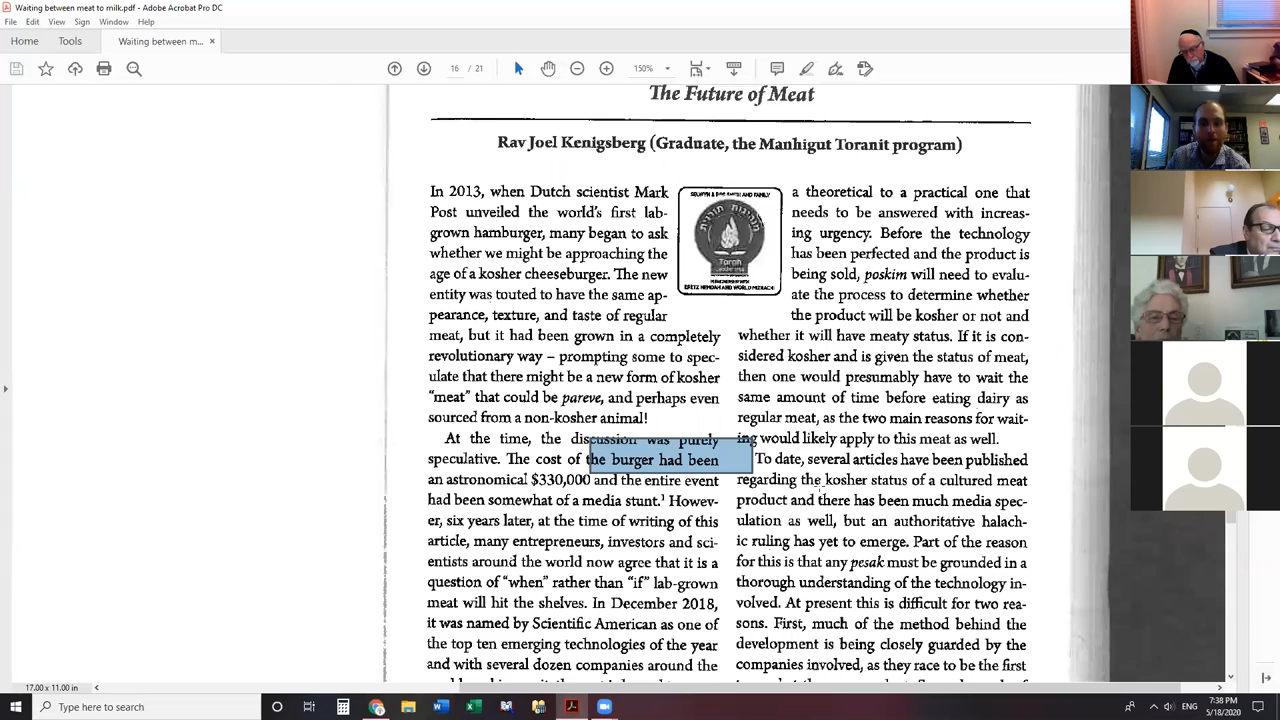 Waiting between meat to milk.pdf - Adobe Acrobat Pro DC
File Edit View Sign Window Help
Home Tools Waiting between m... ×
16 / 21 150%
The Future of Meat
Rav Joel Kenigsberg (Graduate, the Manhigut Toranit program)
In 2013, when Dutch scientist Mark
Post unveiled the world's first lab-
grown hamburger, many began to ask
whether we might be approaching the
age of a kosher cheeseburger. The new
entity was touted to have the same ap-
pearance, texture, and taste of regular
meat, but it had been grown in a completely
revolutionary way – prompting some to spec-
ulate that there might be a new form of kosher
"meat" that could be pareve, and perhaps even
sourced from a non-kosher animal!
At the time, the discussion was purely
speculative. The cost of the burger had been
an astronomical $330,000 and the entire event
had been somewhat of a media stunt.¹ Howev-
er, six years later, at the time of writing of this
article, many entrepreneurs, investors and sci-
entists around the world now agree that it is a
question of "when" rather than "if" lab-grown
meat will hit the shelves. In December 2018,
it was named by Scientific American as one of
the top ten emerging technologies of the year
and with several dozen companies around the
מנהיגות תורנית
Torah
Leadership
ERETZ HEMDAH AND WORLD MIZRACHI
a theoretical to a practical one that
needs to be answered with increas-
ing urgency. Before the technology
has been perfected and the product is
being sold, poskim will need to evalu-
ate the process to determine whether
the product will be kosher or not and
whether it will have meaty status. If it is con-
sidered kosher and is given the status of meat,
then one would presumably have to wait the
same amount of time before eating dairy as
regular meat, as the two main reasons for wait-
ing would likely apply to this meat as well.
To date, several articles have been published
regarding the kosher status of a cultured meat
product and there has been much media spec-
ulation as well, but an authoritative halach-
ic ruling has yet to emerge. Part of the reason
for this is that any pesak must be grounded in a
thorough understanding of the technology in-
volved. At present this is difficult for two rea-
sons. First, much of the method behind the
development is being closely guarded by the
companies involved, as they race to be the first
17.00 x 11.00 in
Type here to search
ENG
7:38 PM
5/18/2020